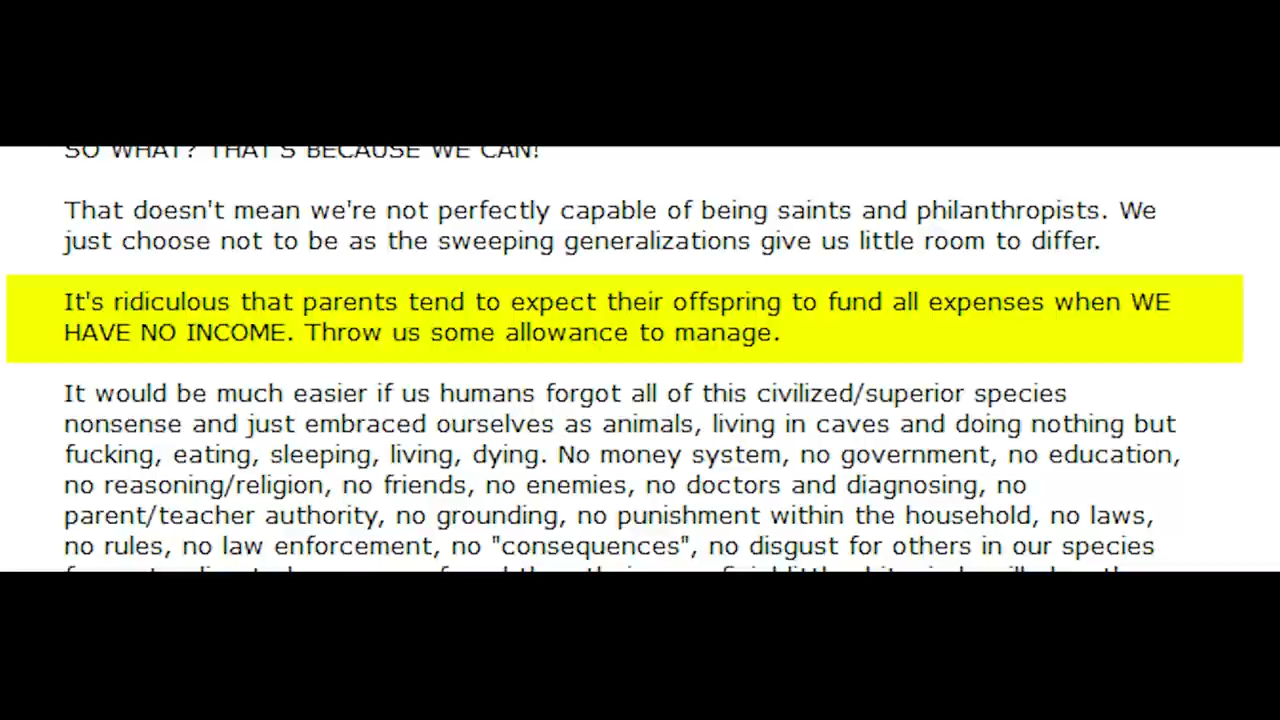 SO WHAT? THAT'S BECAUSE WE CAN!
That doesn't mean we're not perfectly capable of being saints and philanthropists. We
just choose not to be as the sweeping generalizations give us little room to differ.
It's ridiculous that parents tend to expect their offspring to fund all expenses when WE
HAVE NO INCOME. Throw us some allowance to manage.
It would be much easier if us humans forgot all of this civilized/superior species
nonsense and just embraced ourselves as animals, living in caves and doing nothing but
fucking, eating, sleeping, living, dying. No money system, no government, no education,
no reasoning/religion, no friends, no enemies, no doctors and diagnosing, no
parent/teacher authority, no grounding, no punishment within the household, no laws,
no rules, no law enforcement, no "consequences", no disgust for others in our species